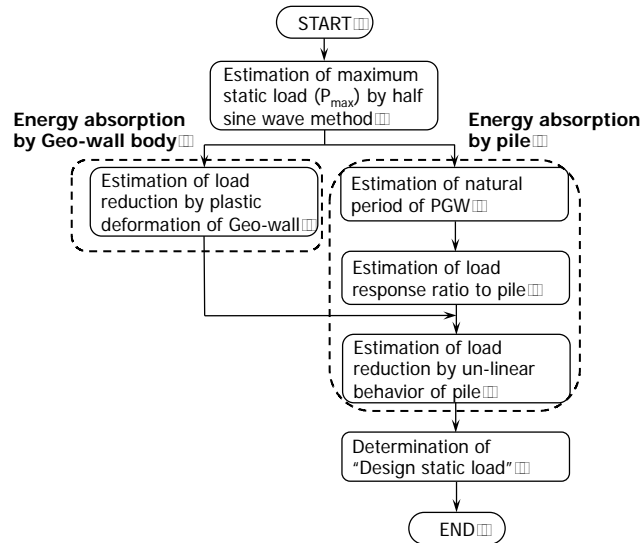 START
Estimation of maximum
static load (Pmax) by half
sine wave method
Energy absorption
by Geo-wall body
Energy absorption
by pile
Estimation of load
reduction by plastic
deformation of Geo-wall
Estimation of natural
period of PGW
Estimation of load
response ratio to pile
Estimation of load
reduction by un-linear
behavior of pile
Determination of
“Design static load”
END